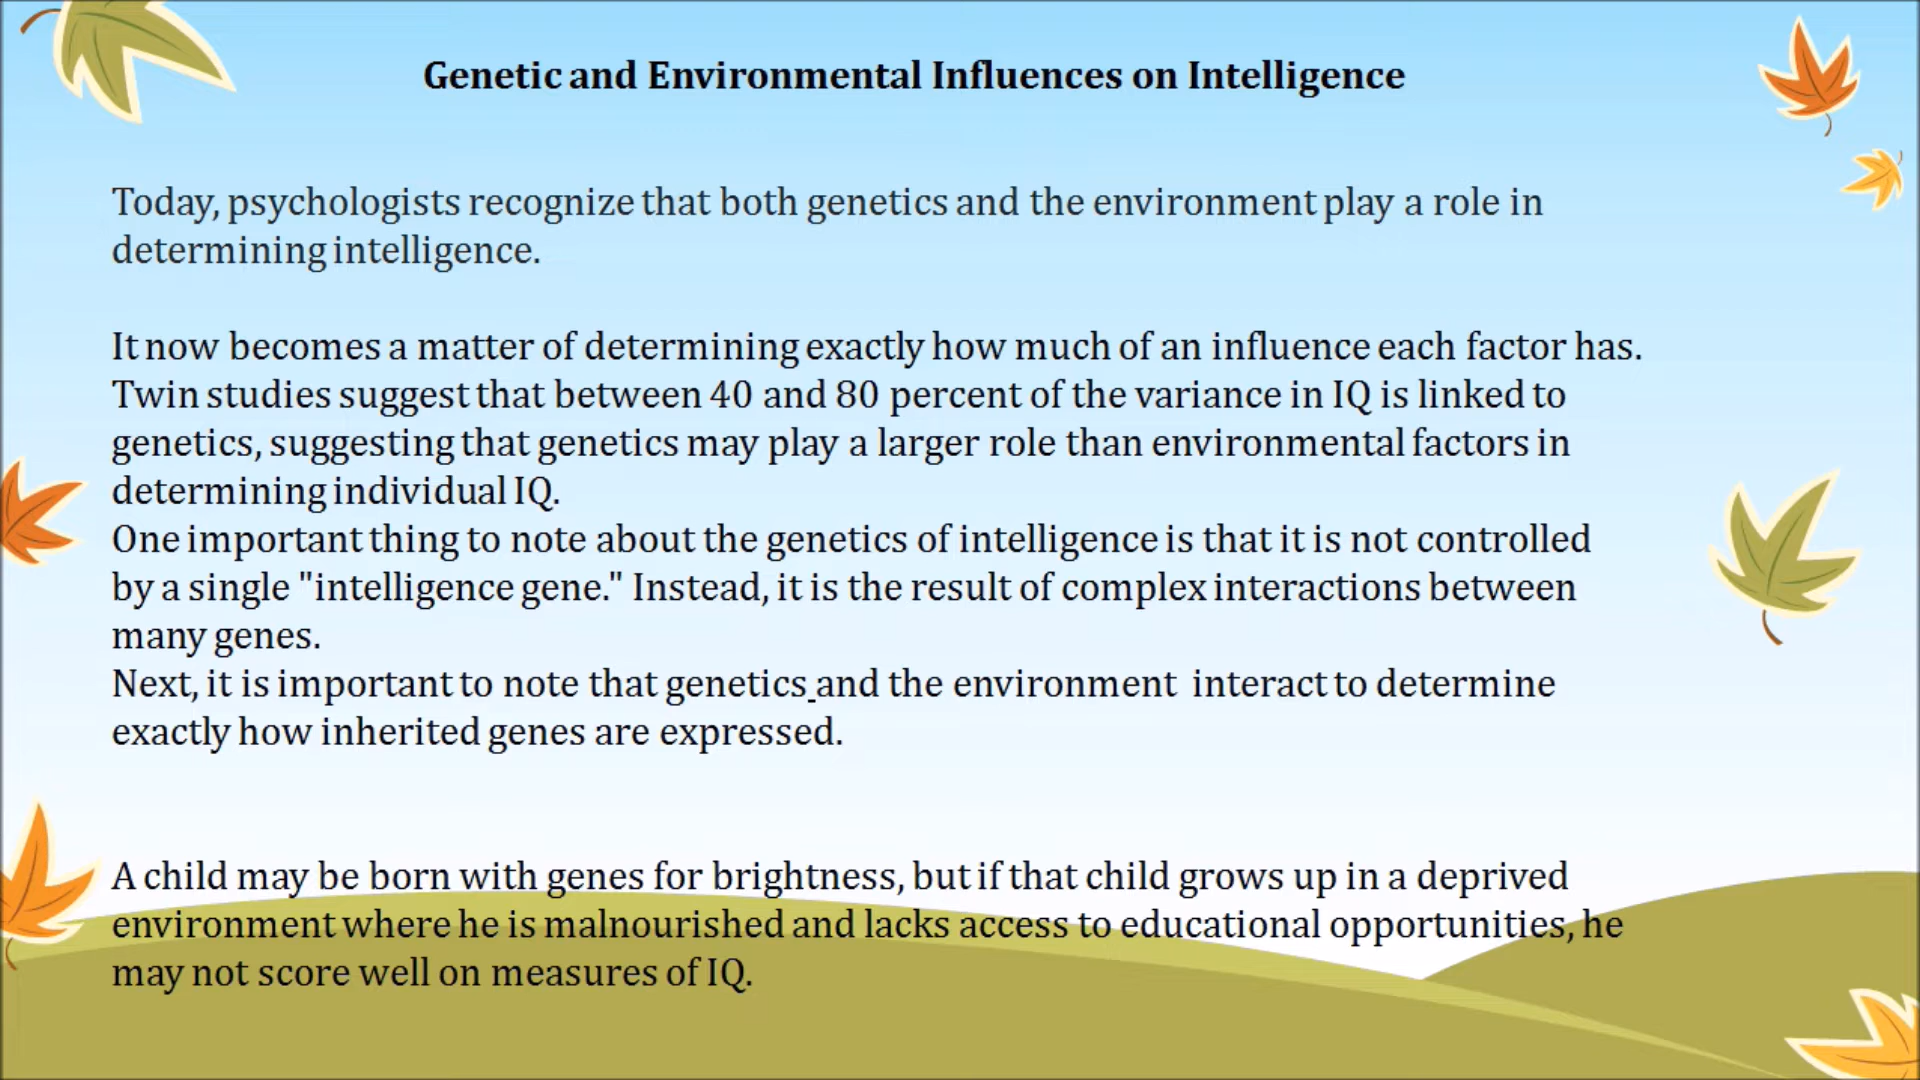 Genetic and Environmental Influences on Intelligence
Today, psychologists recognize that both genetics and the environment play a role in
determining intelligence.
It now becomes a matter of determining exactly how much of an influence each factor has.
Twin studies suggest that between 40 and 80 percent of the variance in IQ is linked to
genetics, suggesting that genetics may play a larger role than environmental factors in
determining individual IQ.
One important thing to note about the genetics of intelligence is that it is not controlled
by a single "intelligence gene." Instead, it is the result of complex interactions between
many genes.
Next, it is important to note that genetics and the environment interact to determine
exactly how inherited genes are expressed.
A child may be born with genes for brightness, but if that child grows up in a deprived
environment where he is malnourished and lacks access to educational opportunities, he
may not score well on measures of IQ.